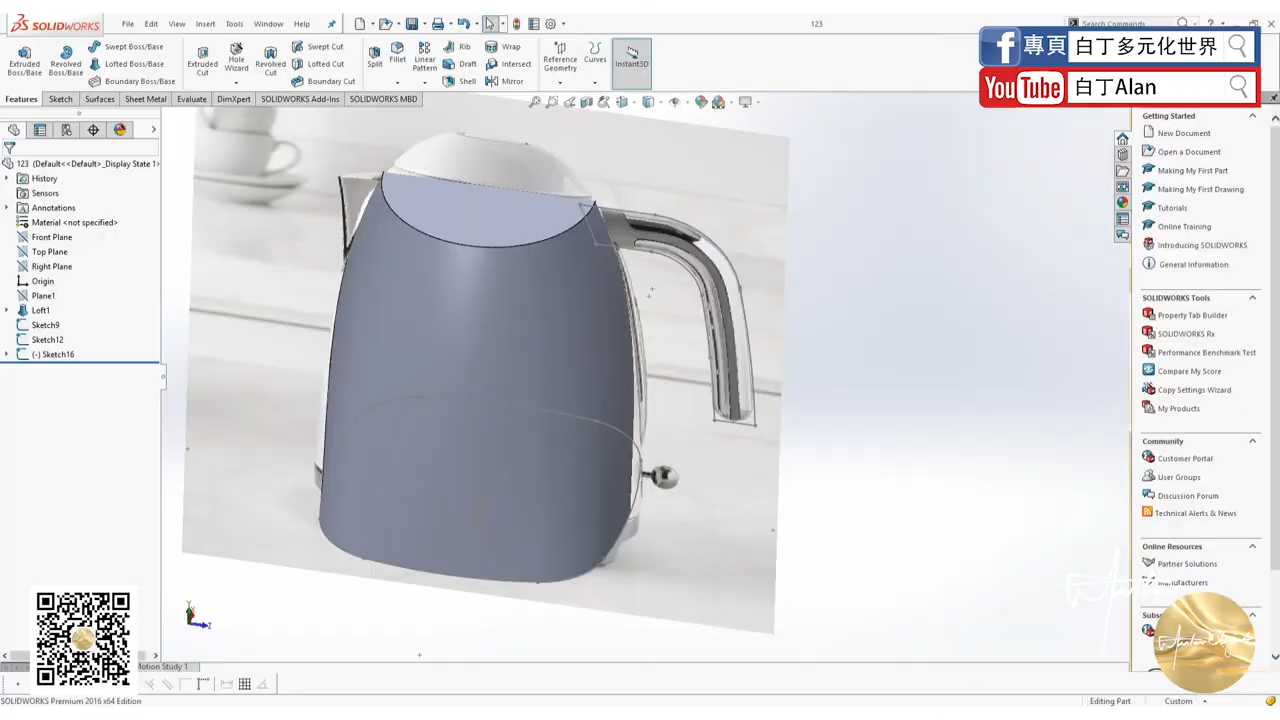 SOLIDWORKS
File Edit View Insert Tools Window Help
123
Search Commands
專頁 白丁多元化世界
YouTube 白丁Alan
Extruded Boss/Base
Revolved Boss/Base
Swept Boss/Base
Lofted Boss/Base
Boundary Boss/Base
Extruded Cut
Hole Wizard
Revolved Cut
Swept Cut
Lofted Cut
Boundary Cut
Split
Fillet
Linear Pattern
Rib
Draft
Shell
Wrap
Intersect
Mirror
Reference Geometry
Curves
Instant3D
Features Sketch Surfaces Sheet Metal Evaluate DimXpert SOLIDWORKS Add-Ins SOLIDWORKS MBD
123 (Default<<Default>_Display State 1>
History
Sensors
Annotations
Material <not specified>
Front Plane
Top Plane
Right Plane
Origin
Plane1
Loft1
Sketch9
Sketch12
(-) Sketch16
Getting Started
New Document
Open a Document
Making My First Part
Making My First Drawing
Tutorials
Online Training
Introducing SOLIDWORKS
General Information
SOLIDWORKS Tools
Property Tab Builder
SOLIDWORKS Rx
Performance Benchmark Test
Compare My Score
Copy Settings Wizard
My Products
Community
Customer Portal
User Groups
Discussion Forum
Technical Alerts & News
Online Resources
Partner Solutions
Manufacturers
Y
Z
Motion Study 1
SOLIDWORKS Premium 2016 x64 Edition
Editing Part
Custom